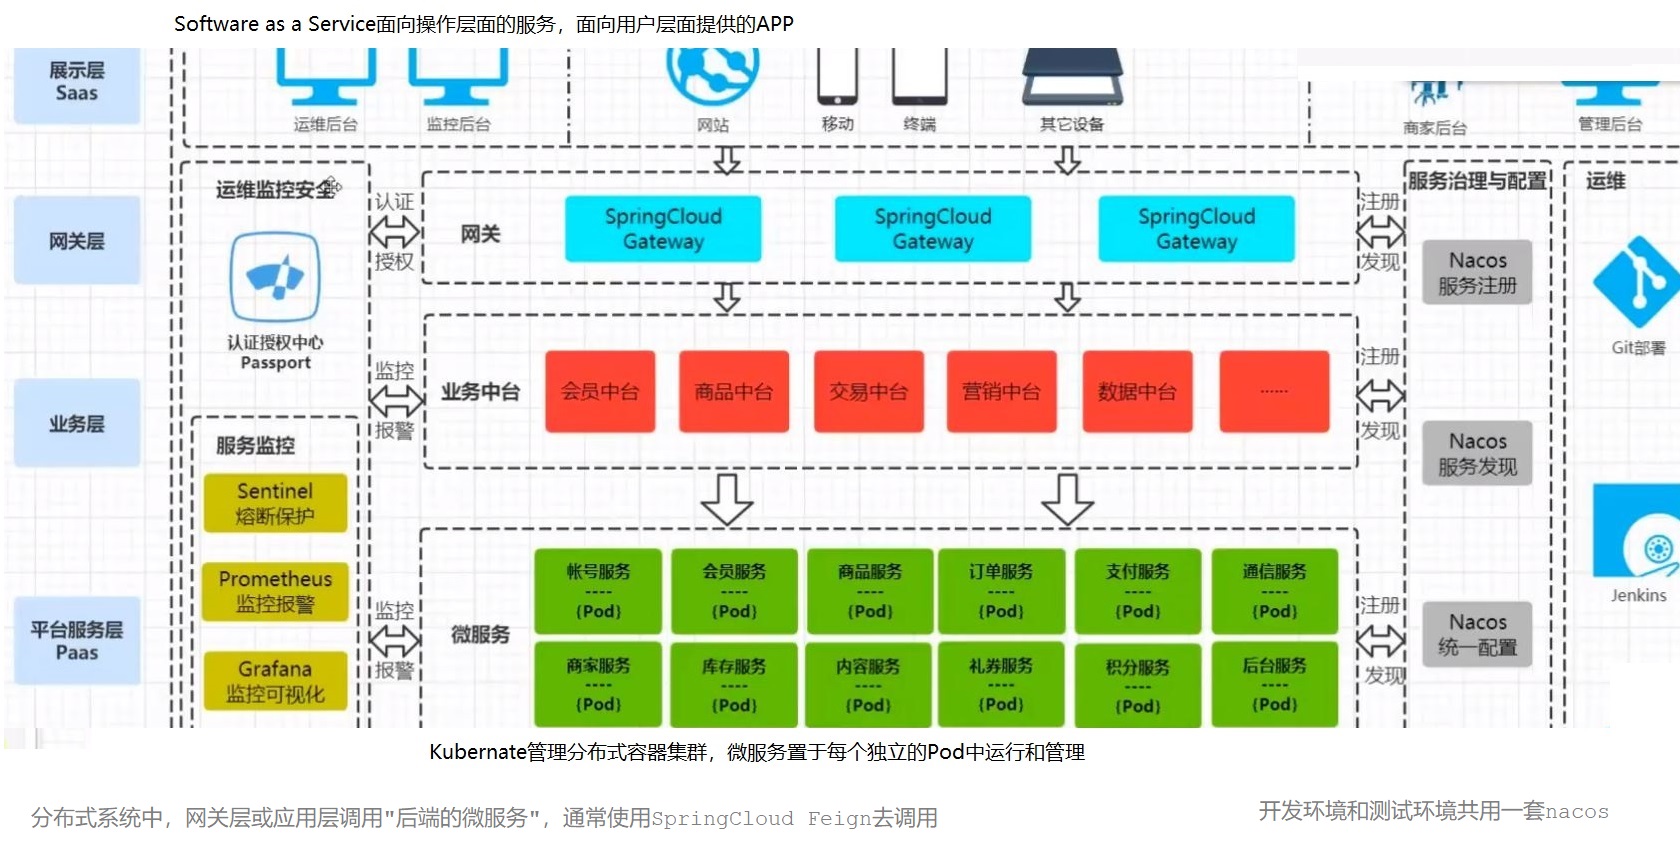 Software as a Service面向操作层面的服务，面向用户层面提供的APP
展示层
Saas
运维后台
监控后台
网站
移动
终端
其它设备
商家后台
管理后台
网关层
运维监控安全
认证授权中心
Passport
认证
授权
网关
SpringCloud
Gateway
SpringCloud
Gateway
SpringCloud
Gateway
注册
发现
服务治理与配置
Nacos
服务注册
运维
Git部署
业务层
监控
报警
业务中台
会员中台
商品中台
交易中台
营销中台
数据中台
......
注册
发现
Nacos
服务发现
服务监控
Sentinel
熔断保护
Prometheus
监控报警
Grafana
监控可视化
Jenkins
平台服务层
Paas
监控
报警
微服务
帐号服务
----
{Pod}
会员服务
----
{Pod}
商品服务
----
{Pod}
订单服务
----
{Pod}
支付服务
----
{Pod}
通信服务
----
{Pod}
商家服务
----
{Pod}
库存服务
----
{Pod}
内容服务
----
{Pod}
礼券服务
----
{Pod}
积分服务
----
{Pod}
后台服务
----
{Pod}
注册
发现
Nacos
统一配置
Kubernate管理分布式容器集群，微服务置于每个独立的Pod中运行和管理
分布式系统中，网关层或应用层调用"后端的微服务"，通常使用SpringCloud Feign去调用
开发环境和测试环境共用一套nacos